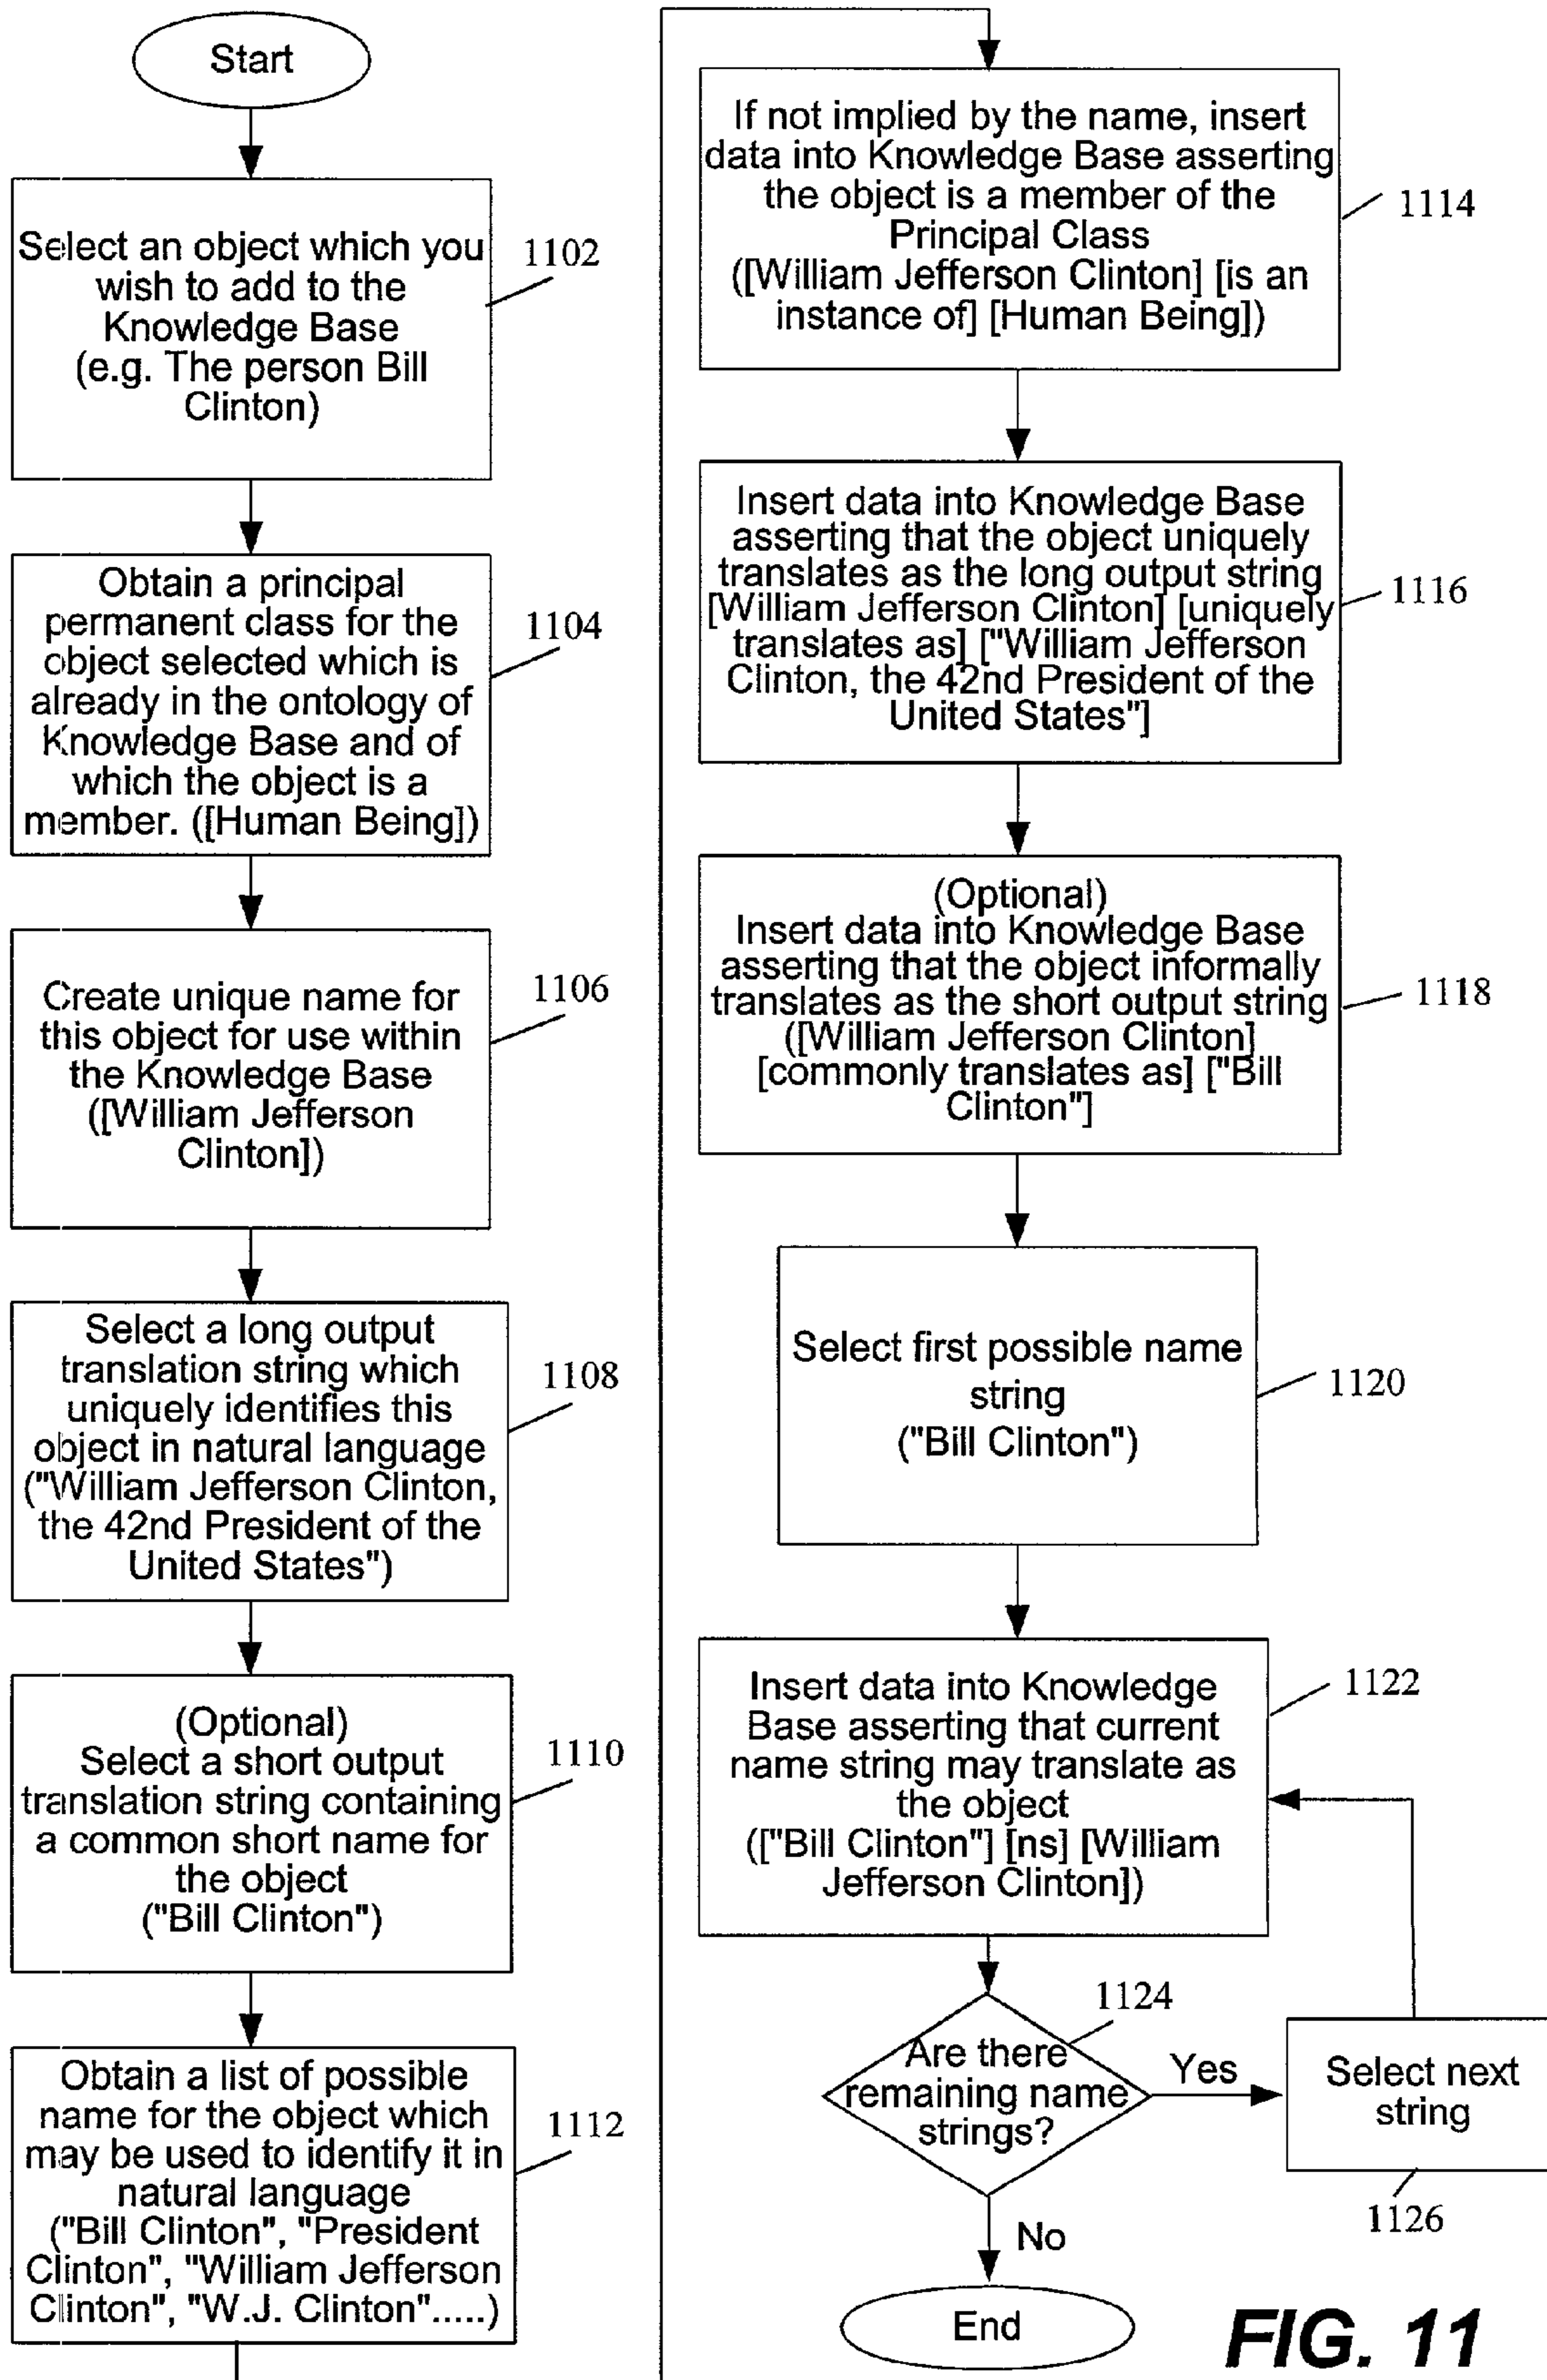 Start
Select an object which you
wish to add to the
Knowledge Base
(e.g. The person Bill
Clinton)
1102
Obtain a principal
permanent class for the
object selected which is
already in the ontology of
Knowledge Base and of
which the object is a
member. ([Human Being])
1104
Create unique name for
this object for use within
the Knowledge Base
([William Jefferson
Clinton])
1106
Select a long output
translation string which
uniquely identifies this
object in natural language
("William Jefferson Clinton,
the 42nd President of the
United States")
1108
(Optional)
Select a short output
translation string containing
a common short name for
the object
("Bill Clinton")
1110
Obtain a list of possible
name for the object which
may be used to identify it in
natural language
("Bill Clinton", "President
Clinton", "William Jefferson
Clinton", "W.J. Clinton".....)
1112
If not implied by the name, insert
data into Knowledge Base asserting
the object is a member of the
Principal Class
([William Jefferson Clinton] [is an
instance of] [Human Being])
1114
Insert data into Knowledge Base
asserting that the object uniquely
translates as the long output string
[William Jefferson Clinton] [uniquely
translates as] ["William Jefferson
Clinton, the 42nd President of the
United States"]
1116
(Optional)
Insert data into Knowledge Base
asserting that the object informally
translates as the short output string
([William Jefferson Clinton]
[commonly translates as] ["Bill
Clinton"]
1118
Select first possible name
string
("Bill Clinton")
1120
Insert data into Knowledge
Base asserting that current
name string may translate as
the object
(["Bill Clinton"] [ns] [William
Jefferson Clinton])
1122
Are there
remaining name
strings?
1124
Yes
Select next
string
1126
No
End
FIG. 11